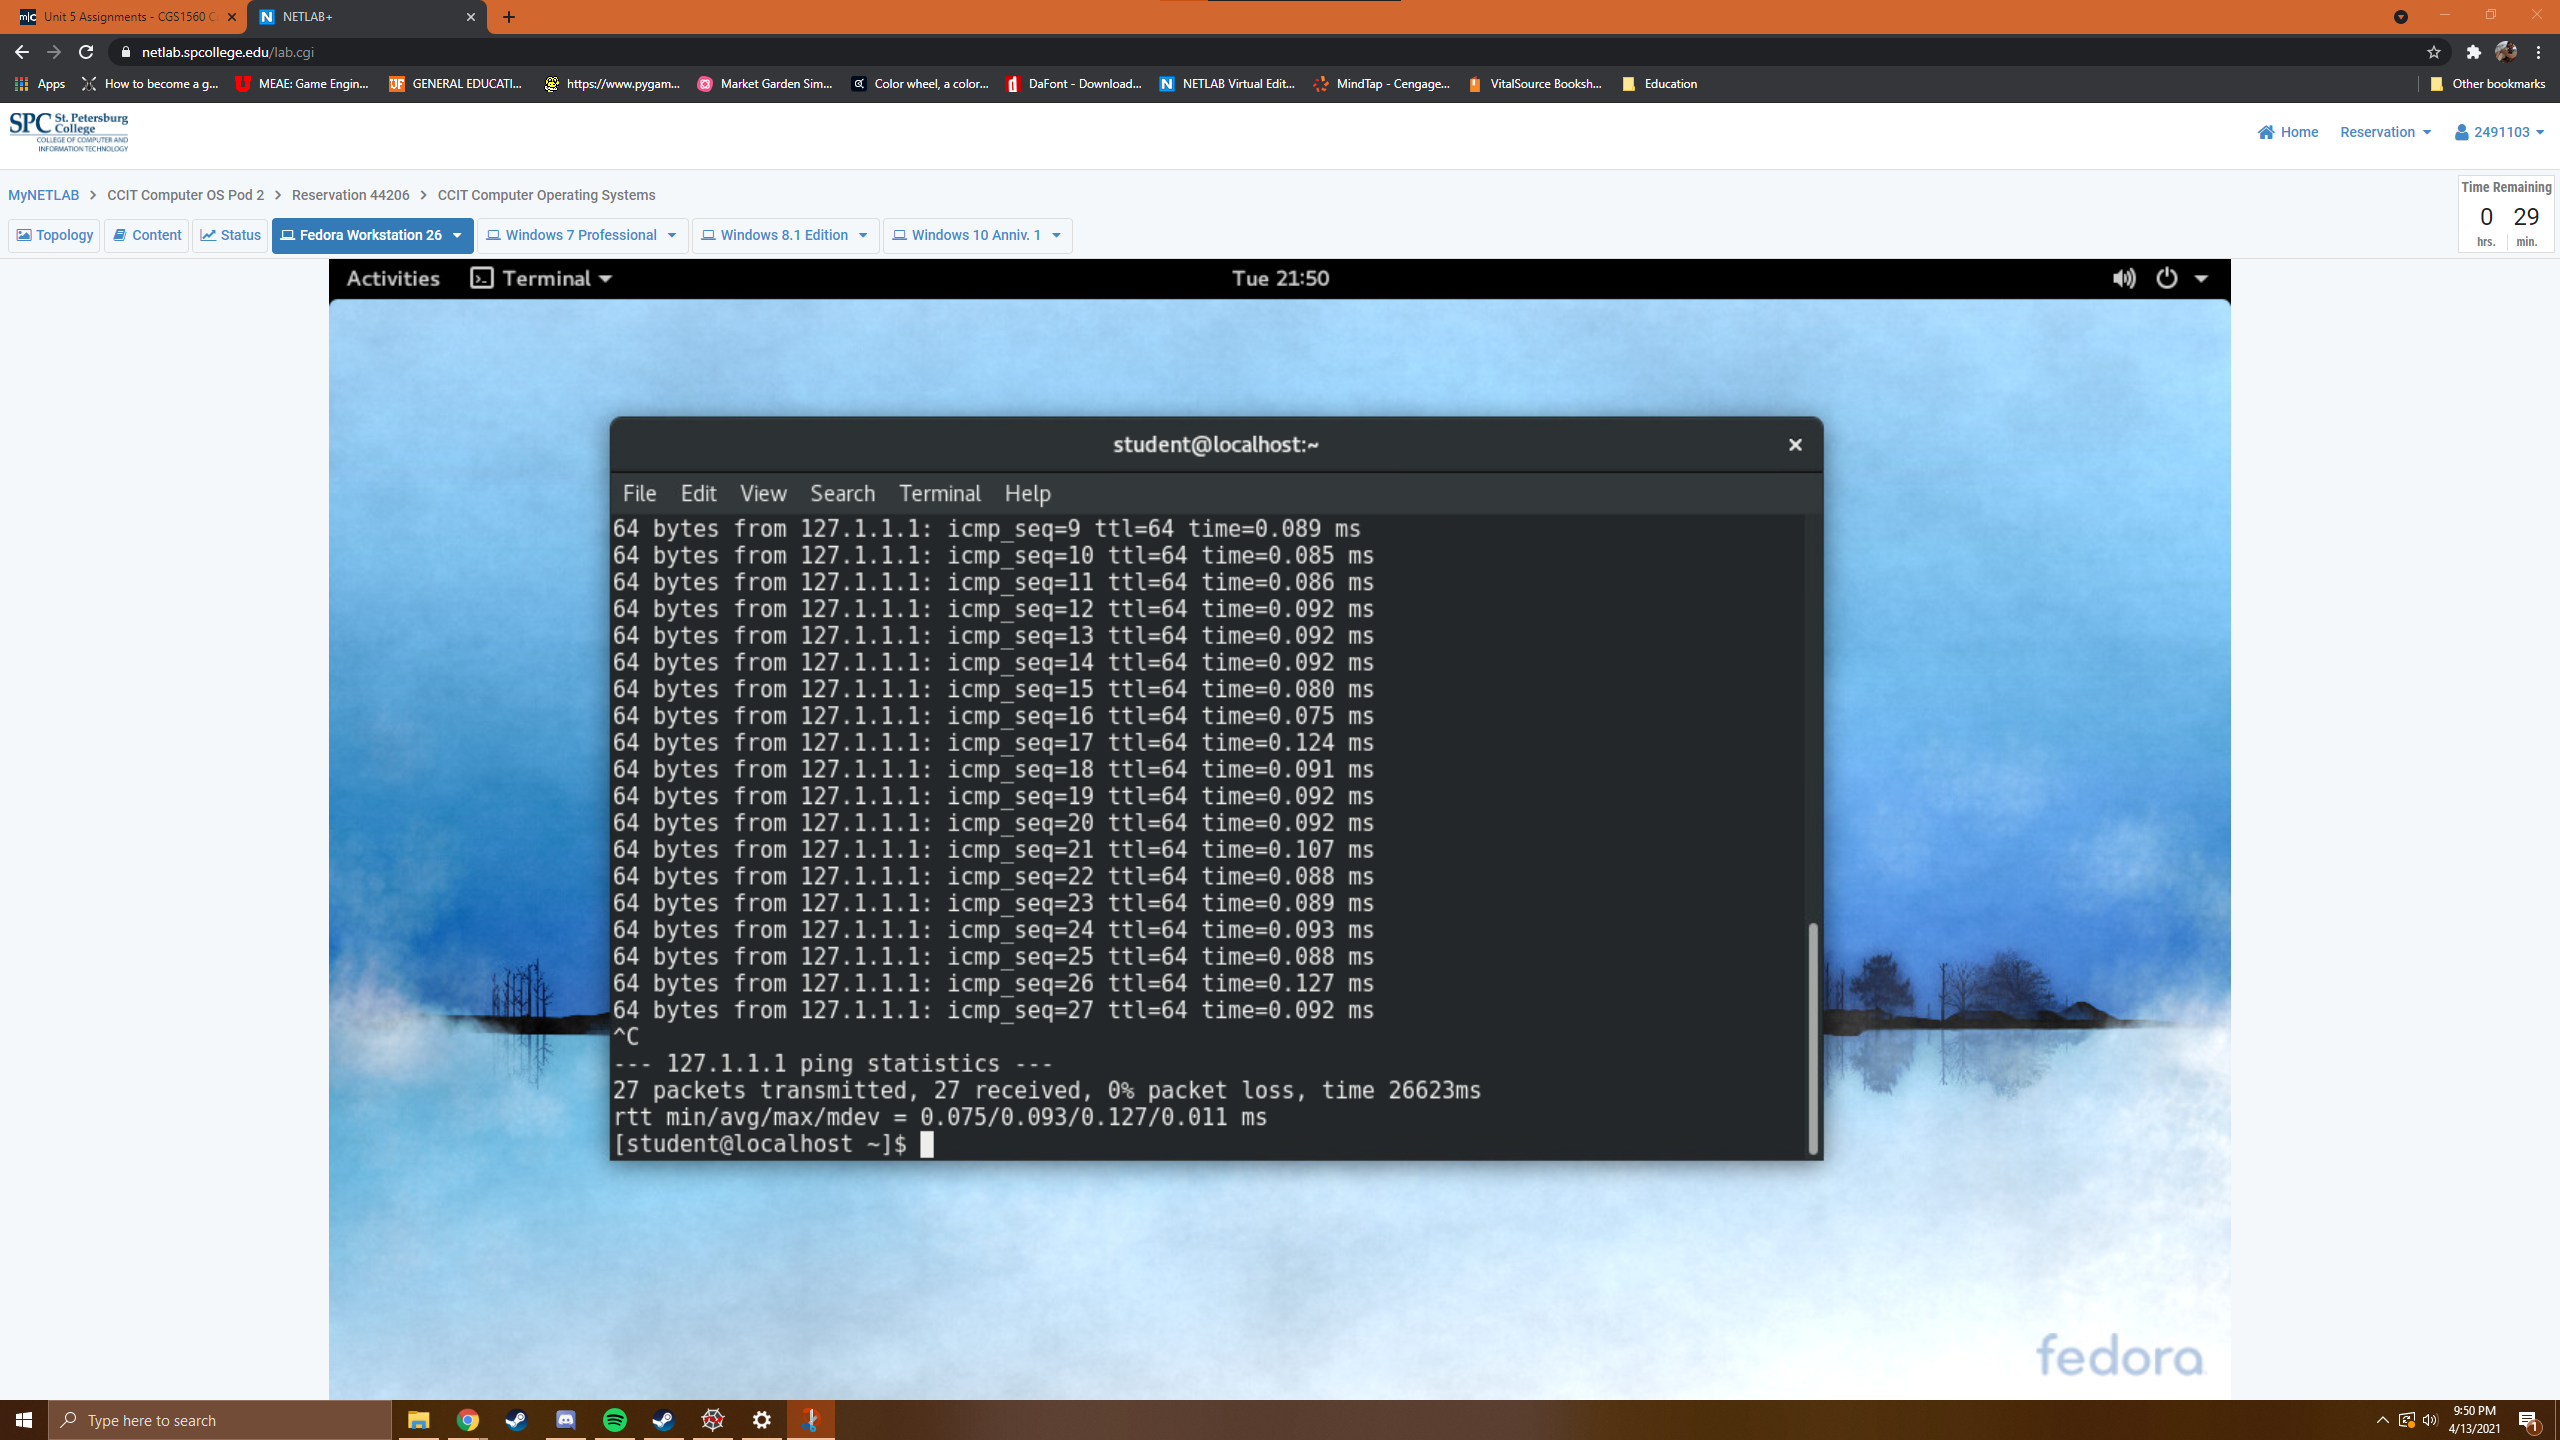 Unit 5 Assignments - CGS1560 C
NETLAB+
netlab.spcollege.edu/lab.cgi
Apps
How to become a g...
MEAE: Game Engin...
GENERAL EDUCATI...
https://www.pygam...
Market Garden Sim...
Color wheel, a color...
DaFont - Download...
NETLAB Virtual Edit...
MindTap - Cengage...
VitalSource Booksh...
Education
Other bookmarks
SPC St. Petersburg College
COLLEGE OF COMPUTER AND
INFORMATION TECHNOLOGY
Home
Reservation
2491103
MyNETLAB > CCIT Computer OS Pod 2 > Reservation 44206 > CCIT Computer Operating Systems
Time Remaining
0 29
hrs. min.
Topology
Content
Status
Fedora Workstation 26
Windows 7 Professional
Windows 8.1 Edition
Windows 10 Anniv. 1
Activities
Terminal
Tue 21:50
student@localhost:~
File Edit View Search Terminal Help
64 bytes from 127.1.1.1: icmp_seq=9 ttl=64 time=0.089 ms
64 bytes from 127.1.1.1: icmp_seq=10 ttl=64 time=0.085 ms
64 bytes from 127.1.1.1: icmp_seq=11 ttl=64 time=0.086 ms
64 bytes from 127.1.1.1: icmp_seq=12 ttl=64 time=0.092 ms
64 bytes from 127.1.1.1: icmp_seq=13 ttl=64 time=0.092 ms
64 bytes from 127.1.1.1: icmp_seq=14 ttl=64 time=0.092 ms
64 bytes from 127.1.1.1: icmp_seq=15 ttl=64 time=0.080 ms
64 bytes from 127.1.1.1: icmp_seq=16 ttl=64 time=0.075 ms
64 bytes from 127.1.1.1: icmp_seq=17 ttl=64 time=0.124 ms
64 bytes from 127.1.1.1: icmp_seq=18 ttl=64 time=0.091 ms
64 bytes from 127.1.1.1: icmp_seq=19 ttl=64 time=0.092 ms
64 bytes from 127.1.1.1: icmp_seq=20 ttl=64 time=0.092 ms
64 bytes from 127.1.1.1: icmp_seq=21 ttl=64 time=0.107 ms
64 bytes from 127.1.1.1: icmp_seq=22 ttl=64 time=0.088 ms
64 bytes from 127.1.1.1: icmp_seq=23 ttl=64 time=0.089 ms
64 bytes from 127.1.1.1: icmp_seq=24 ttl=64 time=0.093 ms
64 bytes from 127.1.1.1: icmp_seq=25 ttl=64 time=0.088 ms
64 bytes from 127.1.1.1: icmp_seq=26 ttl=64 time=0.127 ms
64 bytes from 127.1.1.1: icmp_seq=27 ttl=64 time=0.092 ms
^C
--- 127.1.1.1 ping statistics ---
27 packets transmitted, 27 received, 0% packet loss, time 26623ms
rtt min/avg/max/mdev = 0.075/0.093/0.127/0.011 ms
[student@localhost ~]$
fedora
Type here to search
9:50 PM
4/13/2021
1